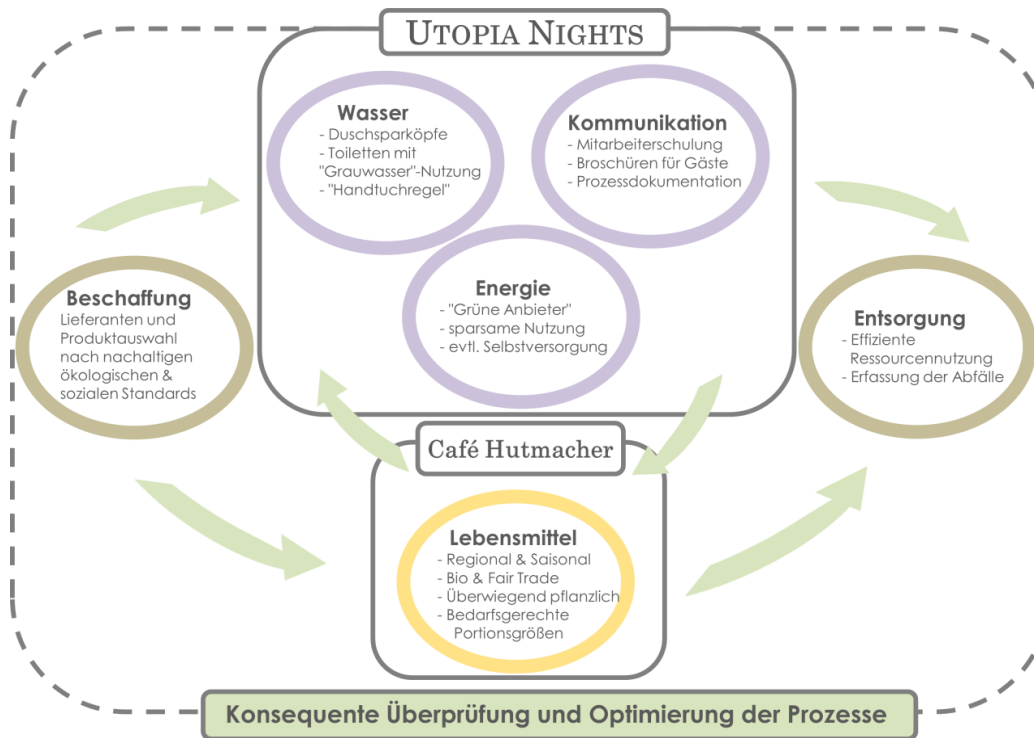 UTOPIA NIGHTS
Wasser
- Duschsparköpfe
- Toiletten mit
"Grauwasser"-Nutzung
- "Handtuchregel"
Kommunikation
- Mitarbeiterschulung
- Broschüren für Gäste
- Prozessdokumentation
Energie
- "Grüne Anbieter"
- sparsame Nutzung
- evtl. Selbstversorgung
Beschaffung
Lieferanten und
Produktauswahl
nach nachaltigen
ökologischen &
sozialen Standards
Entsorgung
- Effiziente
Ressourcennutzung
- Erfassung der Abfälle
Café Hutmacher
Lebensmittel
- Regional & Saisonal
- Bio & Fair Trade
- Überwiegend pflanzlich
- Bedarfsgerechte
Portionsgrößen
Konsequente Überprüfung und Optimierung der Prozesse